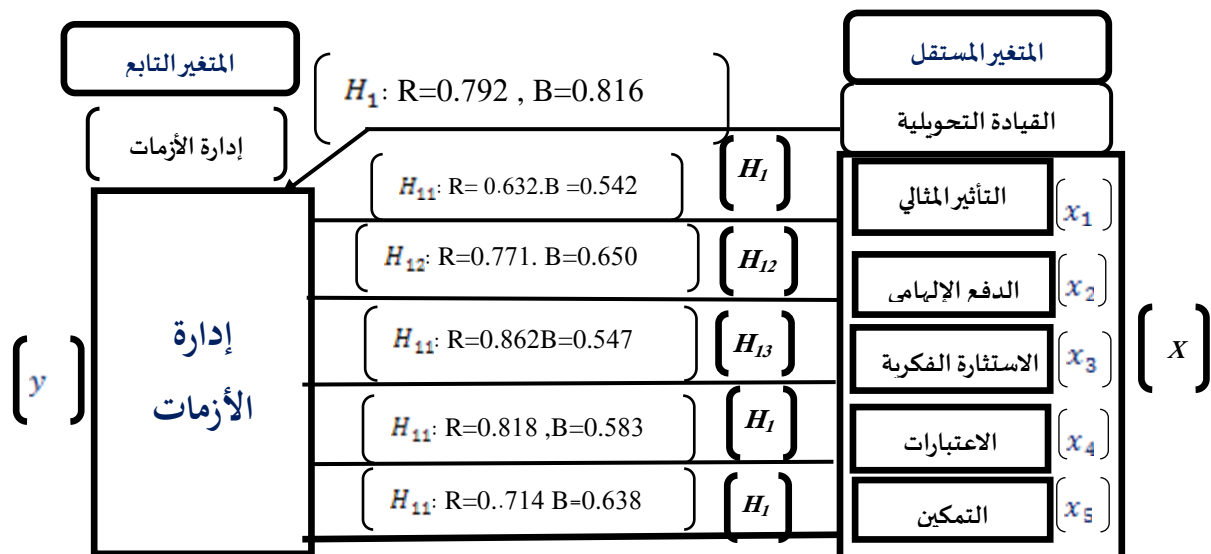 المتغير المستقل
المتغير التابع
H₁: R=0.792 , B=0.816
القيادة التحويلية
إدارة الأزمات
H₁
H₁₁: R= 0.632.B =0.542
التأثير المثالي
x₁
H₁₂: R=0.771. B=0.650
H₁₂
الدفع الإلهامي
x₂
H₁₁: R=0.862B=0.547
H₁₃
الاستثارة الفكرية
x₃
X
إدارة
الأزمات
y
H₁₁: R=0.818 ,B=0.583
H₁
الاعتبارات
x₄
H₁₁: R=0..714 B=0.638
H₁
التمكين
x₅